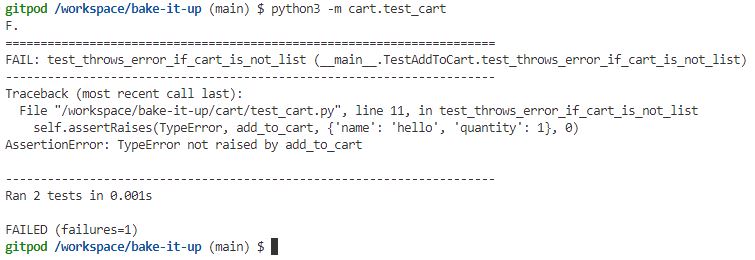 gitpod /workspace/bake-it-up (main) $ python3 -m cart.test_cart
F.
======================================================================
FAIL: test_throws_error_if_cart_is_not_list (__main__.TestAddToCart.test_throws_error_if_cart_is_not_list)
----------------------------------------------------------------------
Traceback (most recent call last):
  File "/workspace/bake-it-up/cart/test_cart.py", line 11, in test_throws_error_if_cart_is_not_list
    self.assertRaises(TypeError, add_to_cart, {'name': 'hello', 'quantity': 1}, 0)
AssertionError: TypeError not raised by add_to_cart

----------------------------------------------------------------------
Ran 2 tests in 0.001s

FAILED (failures=1)
gitpod /workspace/bake-it-up (main) $